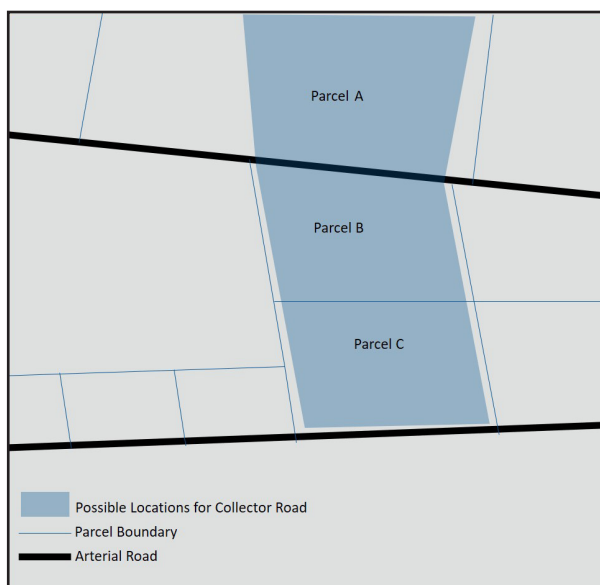 Parcel A
Parcel B
Parcel C
Possible Locations for Collector Road
Parcel Boundary
Arterial Road